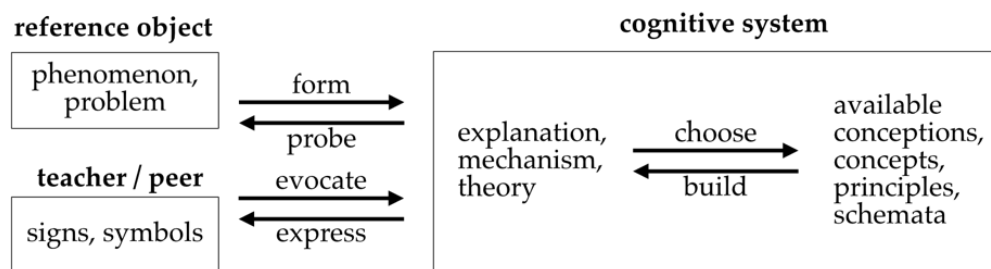 reference object
phenomenon,
problem
teacher / peer
signs, symbols
form
probe
evocate
express
cognitive system
explanation,
mechanism,
theory
choose
build
available
conceptions,
concepts,
principles,
schemata